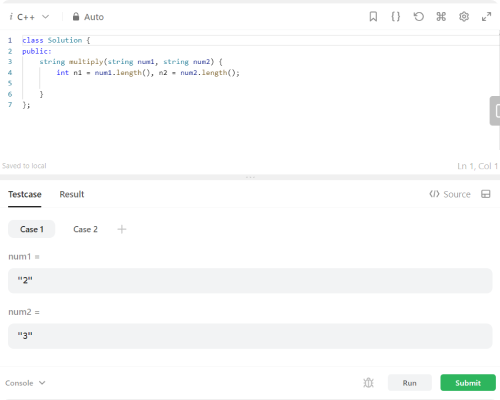 i C++ Auto
1 class Solution {
2 public:
3 string multiply(string num1, string num2) {
4 int n1 = num1.length(), n2 = num2.length();
5
6 }
7 };
Saved to local Ln 1, Col 1
Testcase Result </> Source
Case 1 Case 2 +
num1 =
"2"
num2 =
"3"
Console Run Submit